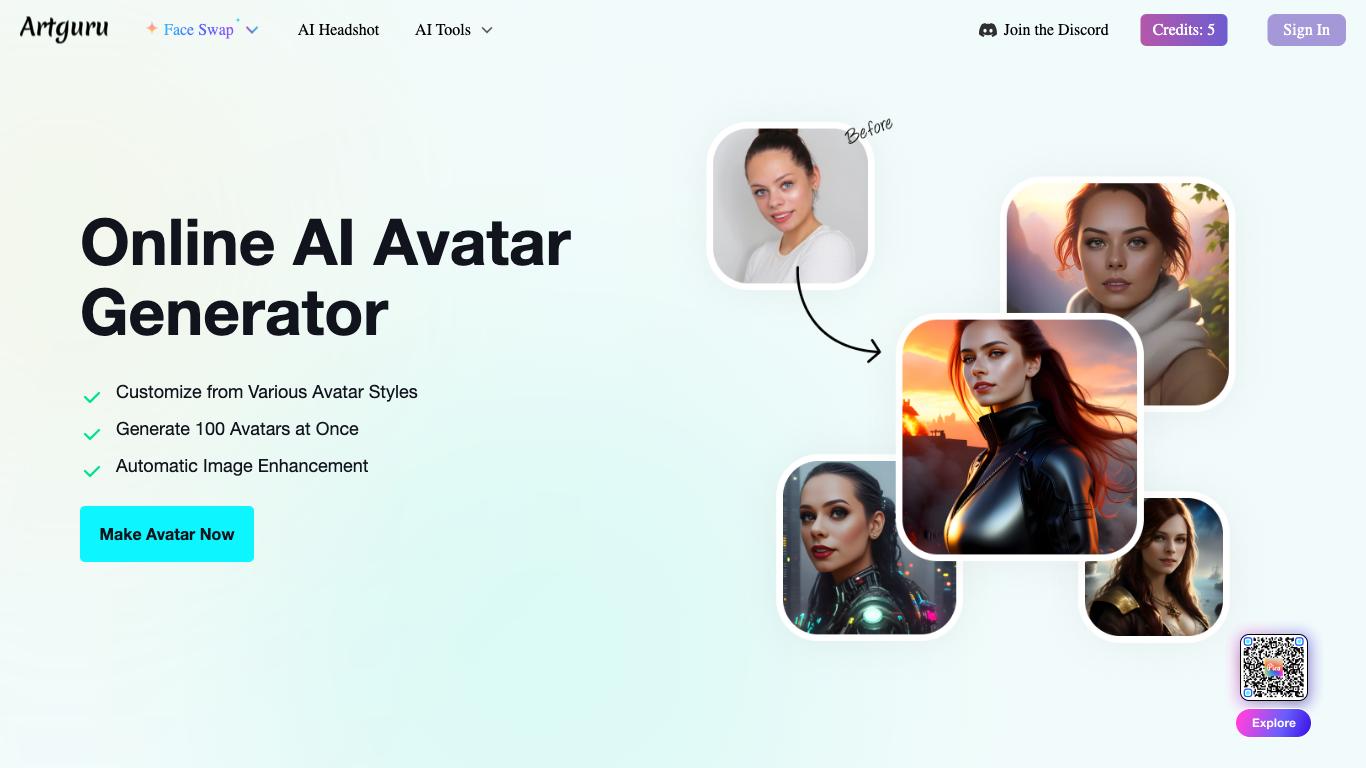 Artguru
Face Swap
AI Headshot
AI Tools
Join the Discord
Credits: 5
Sign In
Before
Online AI Avatar
Generator
Customize from Various Avatar Styles
Generate 100 Avatars at Once
Automatic Image Enhancement
Make Avatar Now
Explore